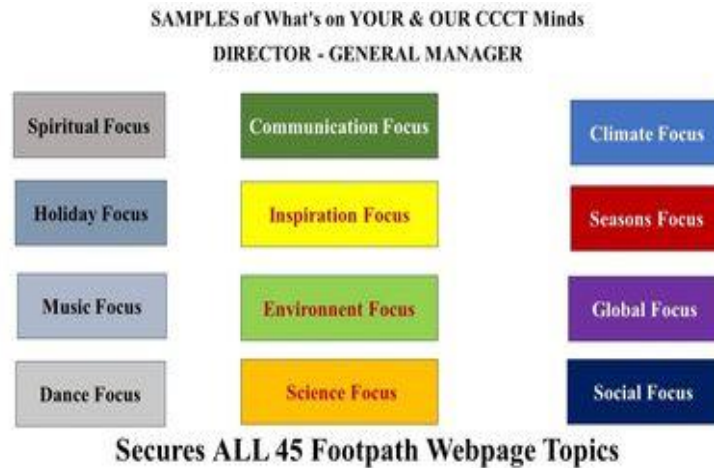 SAMPLES of What's on YOUR & OUR CCCT Minds
DIRECTOR - GENERAL MANAGER
Spiritual Focus
Communication Focus
Climate Focus
Holiday Focus
Inspiration Focus
Seasons Focus
Music Focus
Environnent Focus
Global Focus
Dance Focus
Science Focus
Social Focus
Secures ALL 45 Footpath Webpage Topics